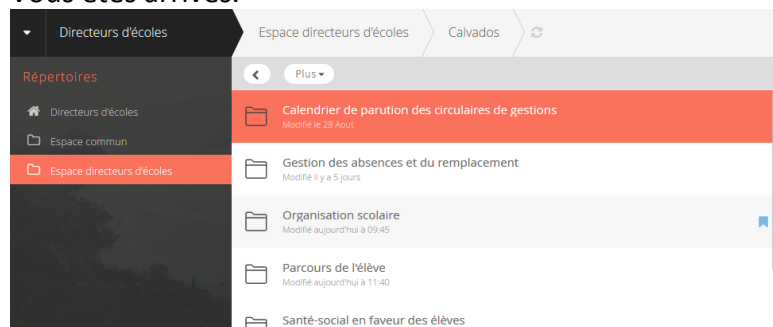 Vous êtes arrivés.
Directeurs d'écoles
Espace directeurs d'écoles
Calvados
Répertoires
Plus
Directeurs d'écoles
Espace commun
Espace directeurs d'écoles
Calendrier de parution des circulaires de gestions
Modifié le 28 Aout
Gestion des absences et du remplacement
Modifié il y a 5 jours
Organisation scolaire
Modifié aujourd'hui à 09:45
Parcours de l'élève
Modifié aujourd'hui à 11:40
Santé-social en faveur des élèves